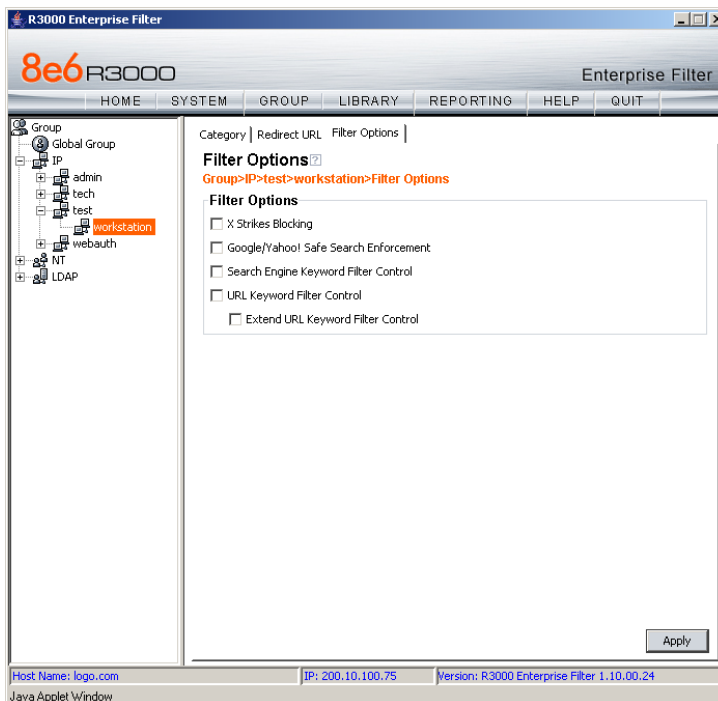 R3000 Enterprise Filter
8e6 R3000
Enterprise Filter
HOME SYSTEM GROUP LIBRARY REPORTING HELP QUIT
Group
Global Group
IP
admin
tech
test
workstation
webauth
NT
LDAP
Category Redirect URL Filter Options
Filter Options?
Group>IP>test>workstation>Filter Options
Filter Options
X Strikes Blocking
Google/Yahoo! Safe Search Enforcement
Search Engine Keyword Filter Control
URL Keyword Filter Control
Extend URL Keyword Filter Control
Apply
Host Name: logo.com IP: 200.10.100.75 Version: R3000 Enterprise Filter 1.10.00.24
Java Applet Window